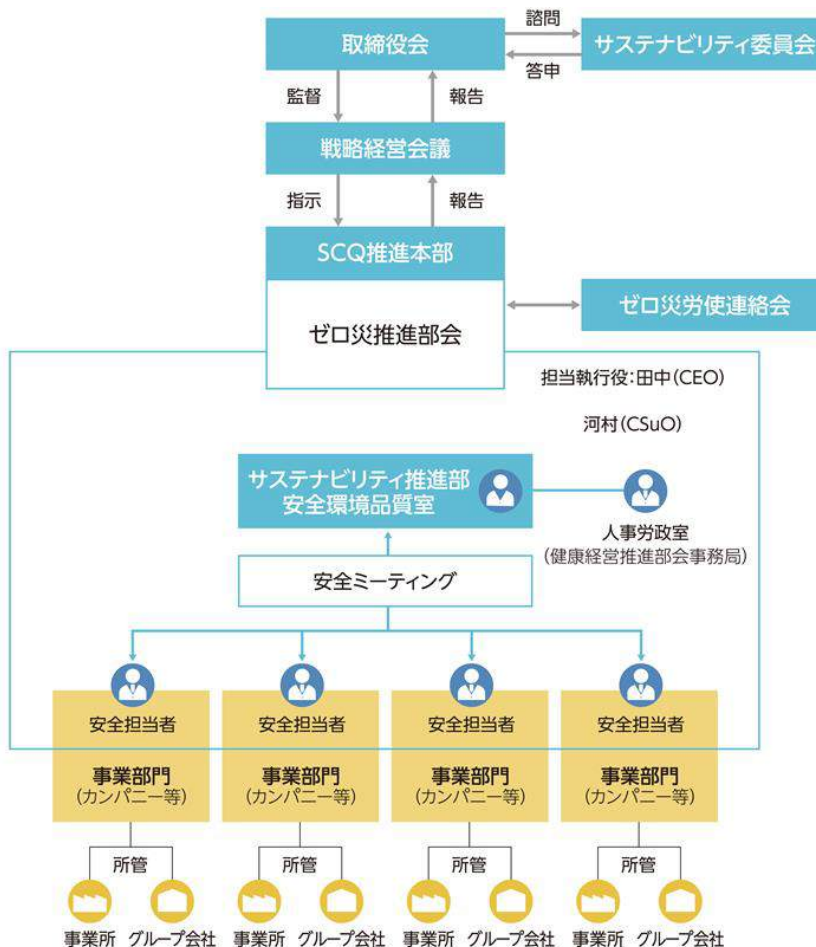 諮問
取締役会
サステナビリティ委員会
答申
監督
報告
戦略経営会議
指示
報告
SCQ推進本部
ゼロ災労使連絡会
ゼロ災推進部会
担当執行役：田中（CEO）
河村（CSuO）
サステナビリティ推進部
安全環境品質室
人事労政室
（健康経営推進部会事務局）
安全ミーティング
安全担当者 安全担当者 安全担当者 安全担当者
事業部門 事業部門 事業部門 事業部門
（カンパニー等） （カンパニー等） （カンパニー等） （カンパニー等）
所管 所管 所管 所管
事業所 グループ会社 事業所 グループ会社 事業所 グループ会社 事業所 グループ会社